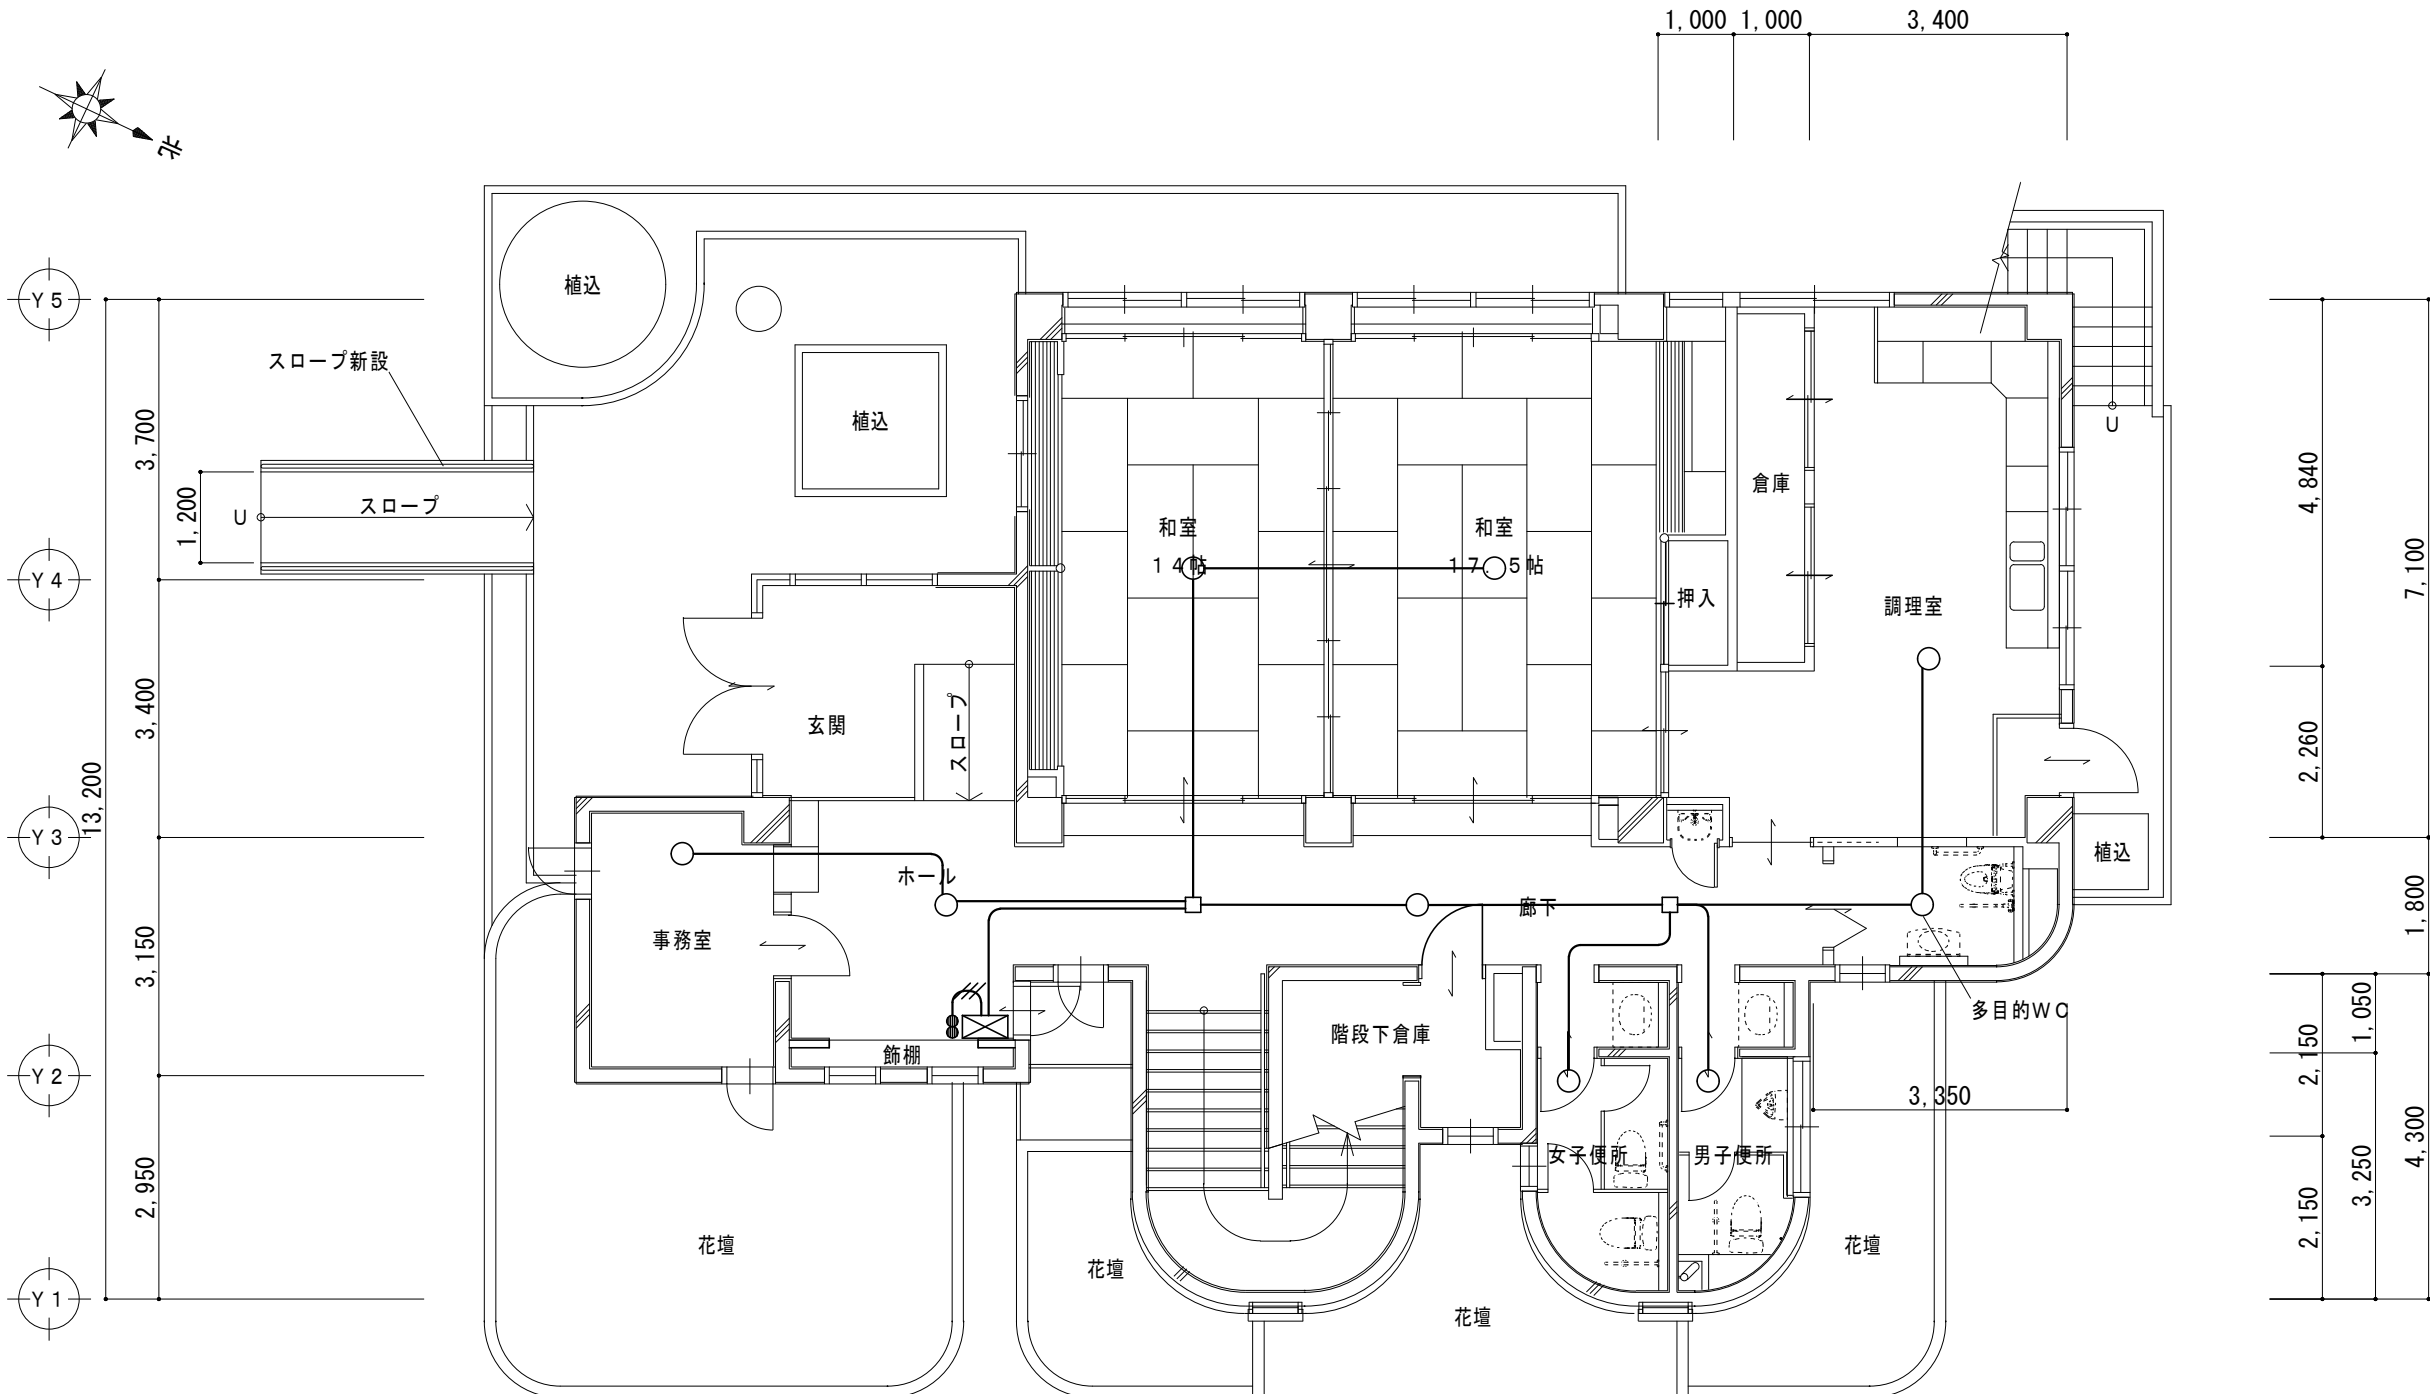 1,000
1,000
3,400
北
植込
Y5
スロープ新設
3,700
植込
U
1,200
U
スロープ
倉庫
4,840
和室
14帖
和室
17.5帖
7,100
Y4
押入
調理室
3,400
玄関
スロープ
2,260
13,200
Y3
植込
ホール
廊下
1,800
事務室
3,150
多目的WC
1,050
階段下倉庫
飾棚
2,150
Y2
3,350
女子便所
男子便所
4,300
3,250
2,950
2,150
花壇
花壇
花壇
花壇
Y1